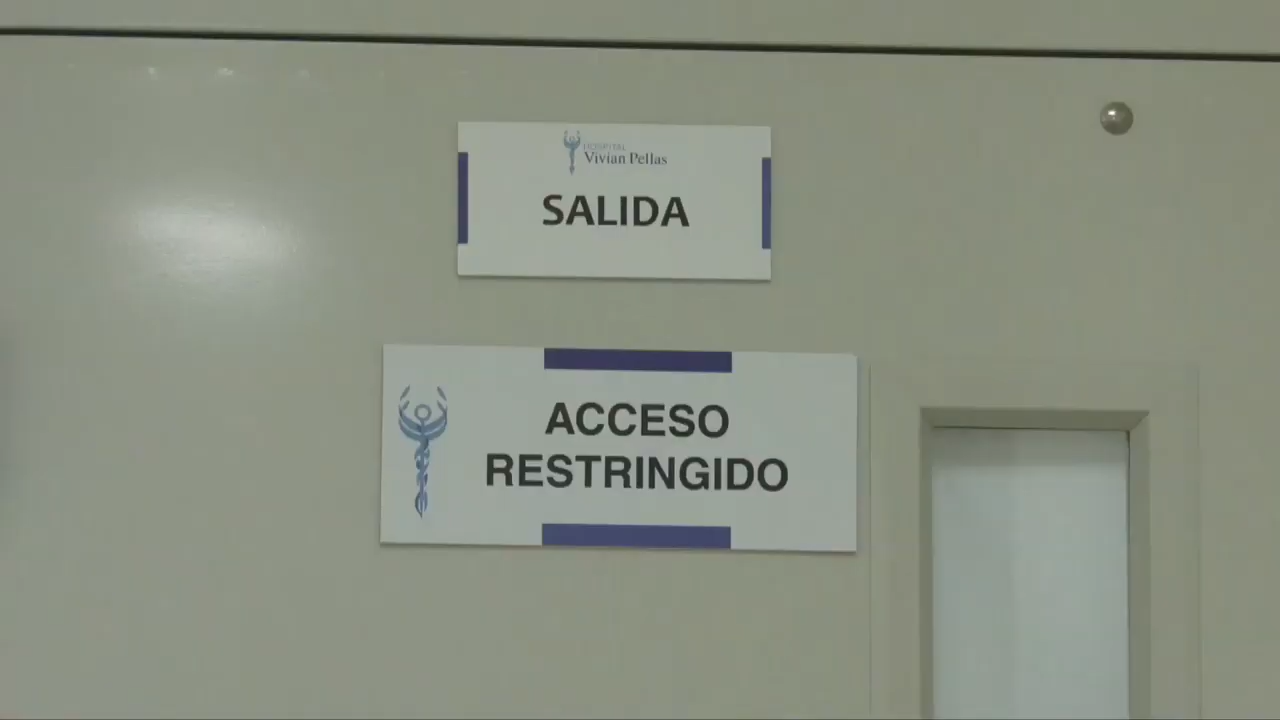 HOSPITAL
Vivian Pellas
SALIDA
ACCESO
RESTRINGIDO